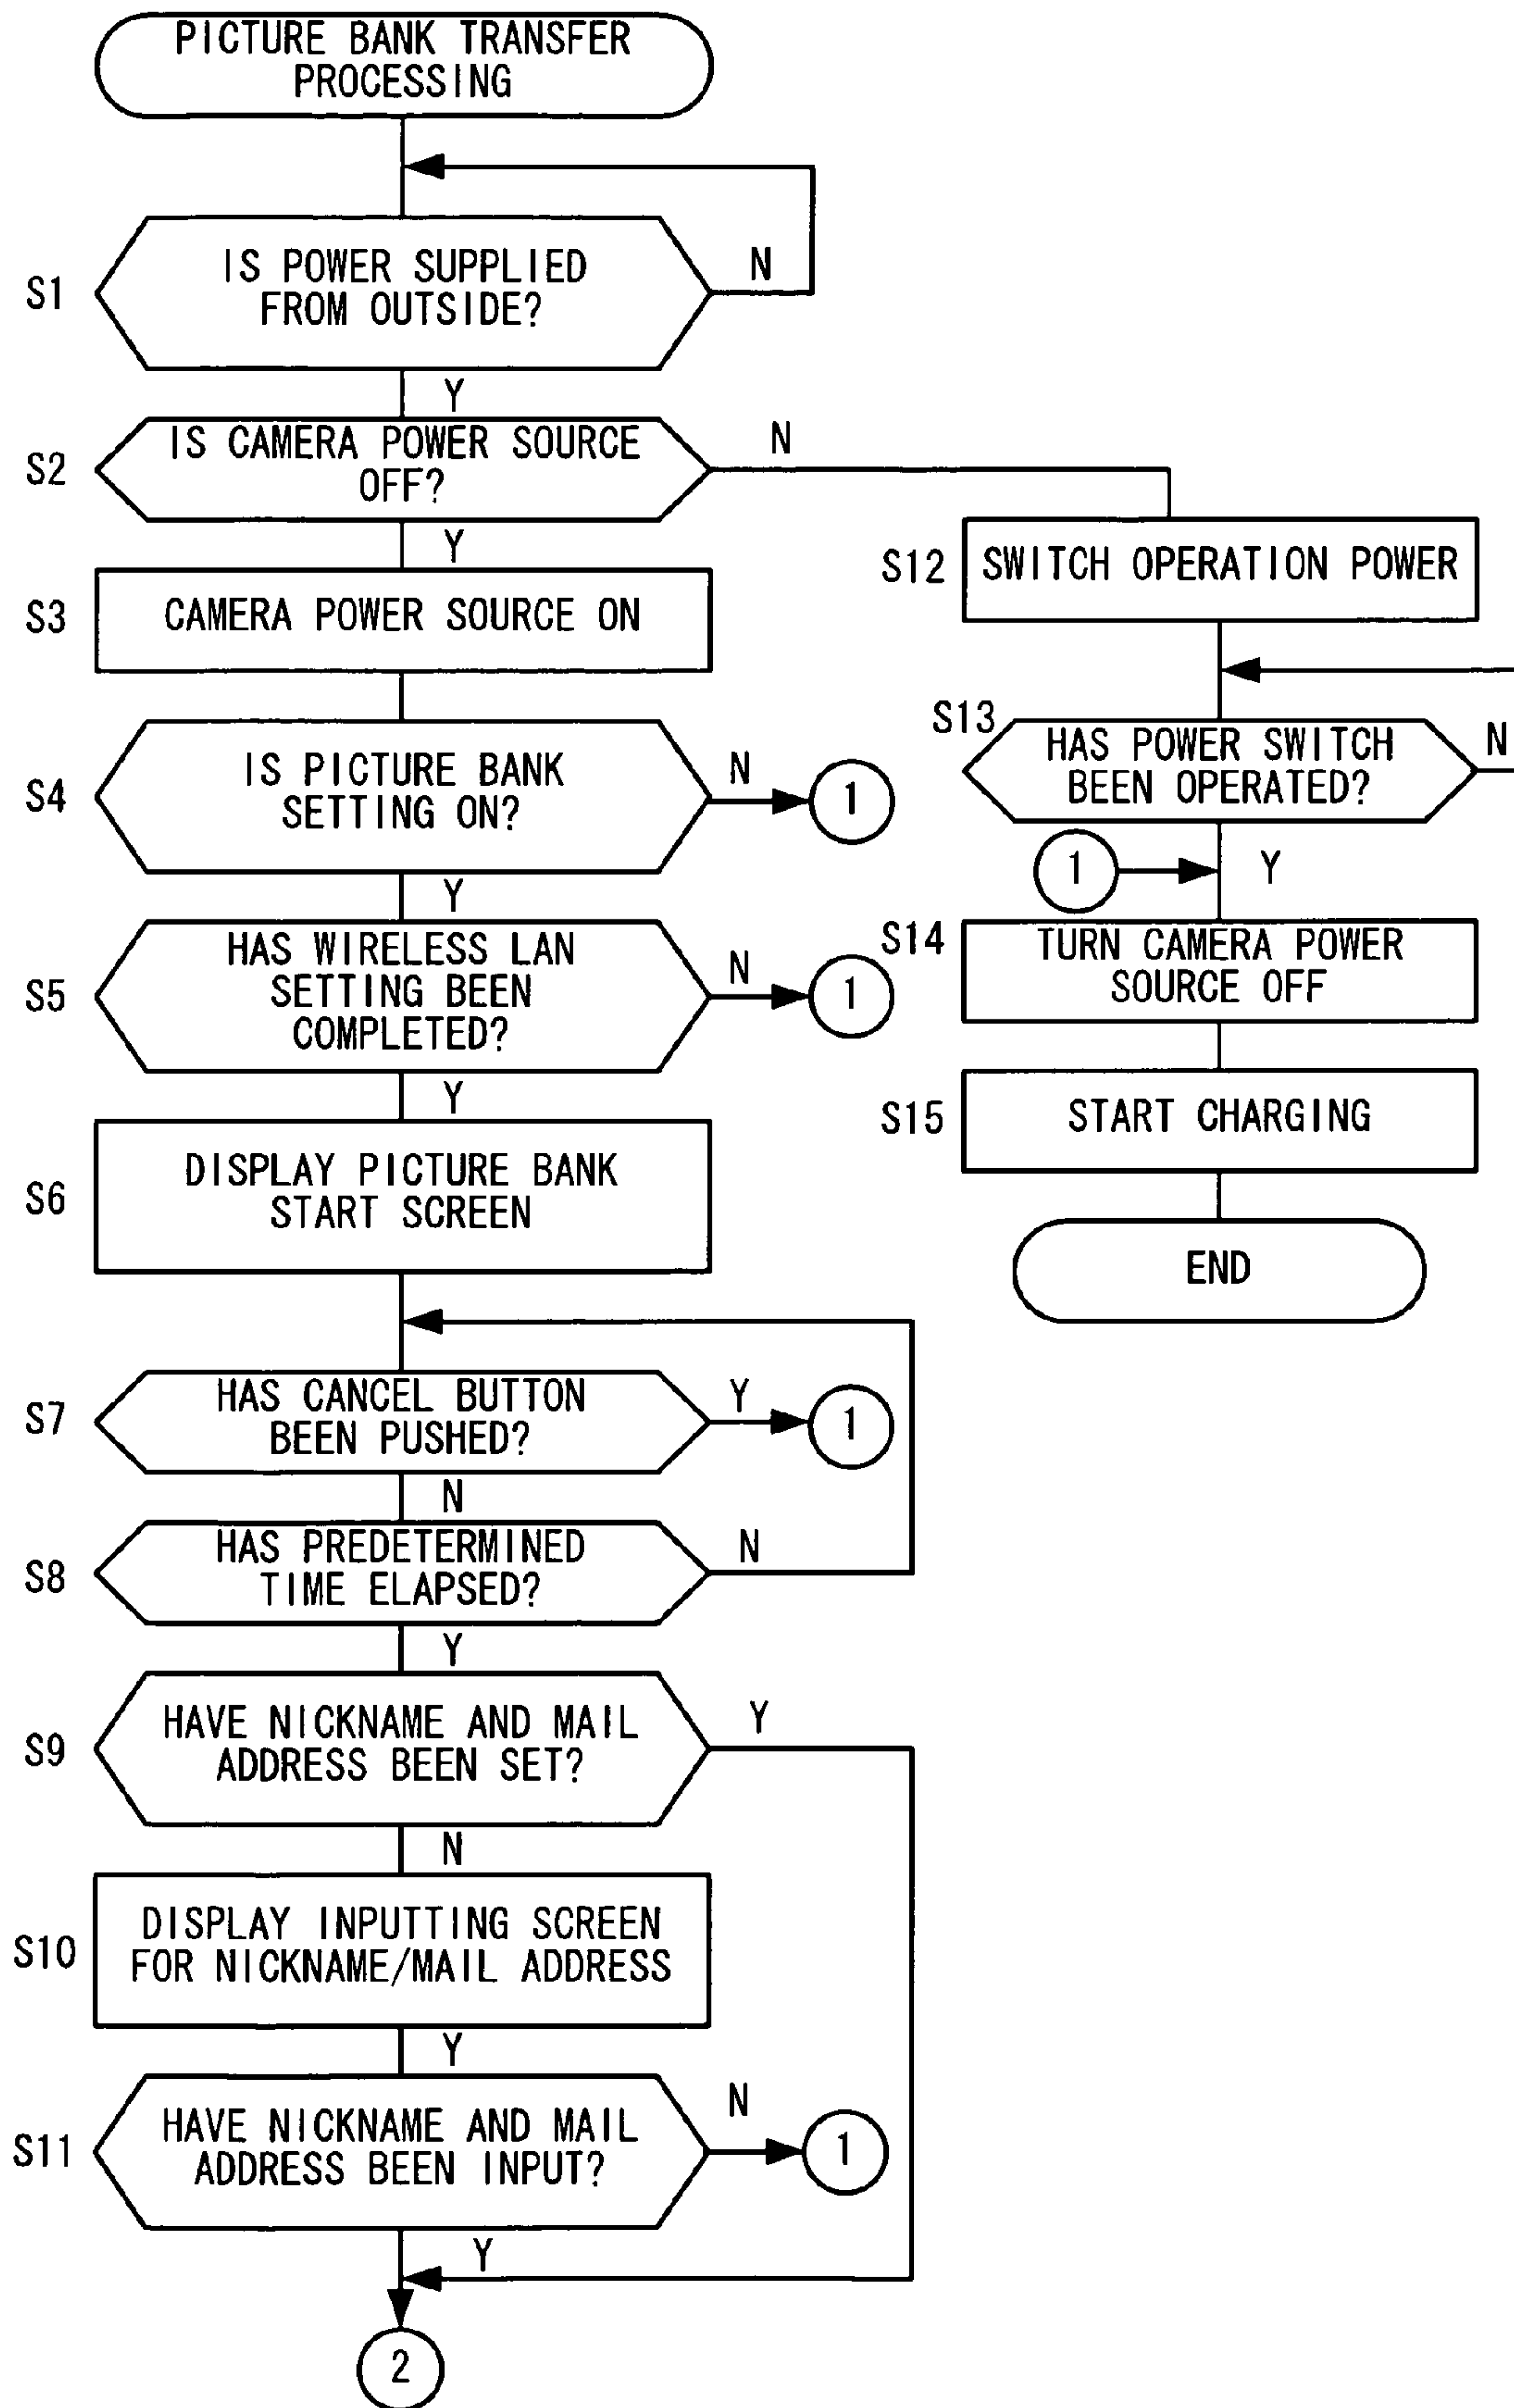 PICTURE BANK TRANSFER
PROCESSING
S1
IS POWER SUPPLIED
FROM OUTSIDE?
N
Y
S2
IS CAMERA POWER SOURCE
OFF?
N
Y
S3
CAMERA POWER SOURCE ON
S4
IS PICTURE BANK
SETTING ON?
N
1
Y
S5
HAS WIRELESS LAN
SETTING BEEN
COMPLETED?
N
1
Y
S6
DISPLAY PICTURE BANK
START SCREEN
S7
HAS CANCEL BUTTON
BEEN PUSHED?
Y
1
N
S8
HAS PREDETERMINED
TIME ELAPSED?
N
Y
S9
HAVE NICKNAME AND MAIL
ADDRESS BEEN SET?
Y
N
S10
DISPLAY INPUTTING SCREEN
FOR NICKNAME/MAIL ADDRESS
Y
S11
HAVE NICKNAME AND MAIL
ADDRESS BEEN INPUT?
N
1
Y
2
S12
SWITCH OPERATION POWER
S13
HAS POWER SWITCH
BEEN OPERATED?
N
1
Y
S14
TURN CAMERA POWER
SOURCE OFF
S15
START CHARGING
END